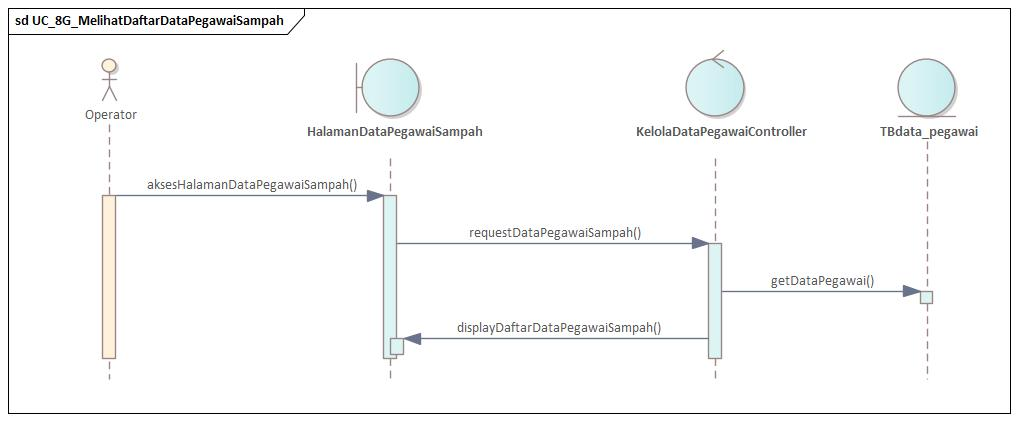 sd UC_8G_MelihatDaftarDataPegawaiSampah
Operator
HalamanDataPegawaiSampah
KelolaDataPegawaiController
TBdata_pegawai
aksesHalamanDataPegawaiSampah()
requestDataPegawaiSampah()
getDataPegawai()
displayDaftarDataPegawaiSampah()